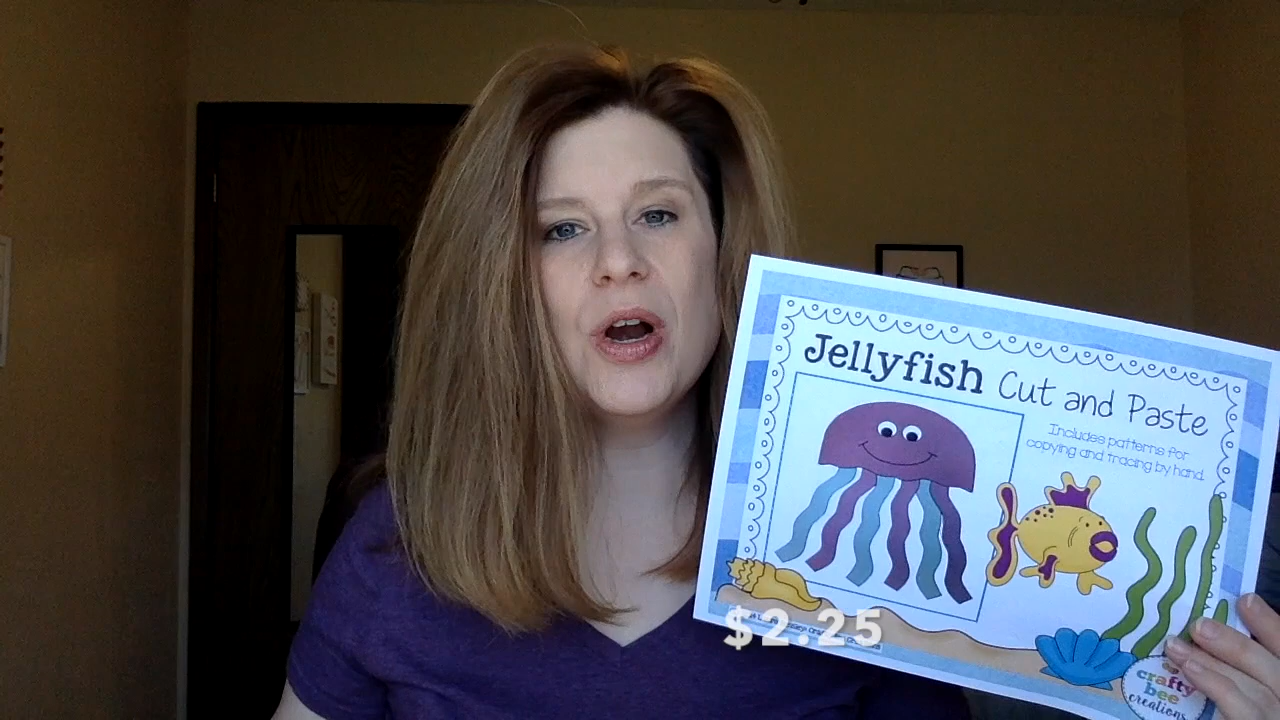 Jellyfish Cut and Paste
Includes patterns for
copying and tracing by hand.
$2.25
crafty
bee
creations